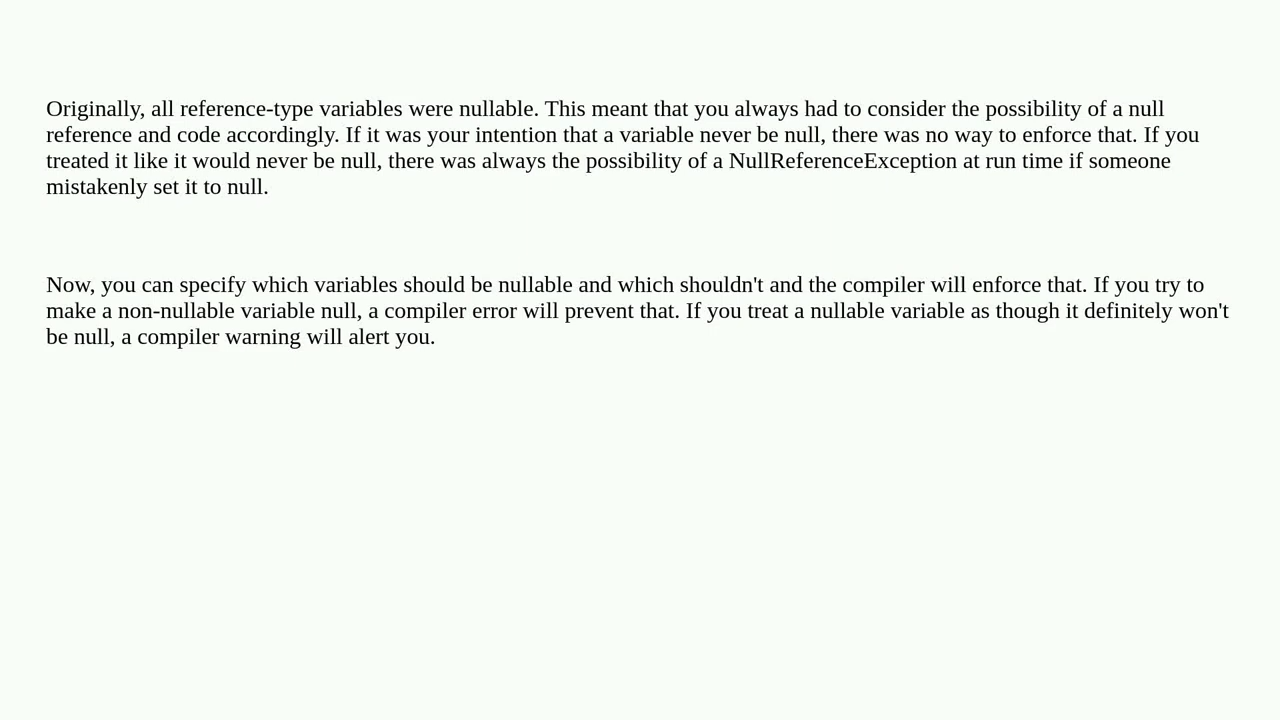 Originally, all reference-type variables were nullable. This meant that you always had to consider the possibility of a null
reference and code accordingly. If it was your intention that a variable never be null, there was no way to enforce that. If you
treated it like it would never be null, there was always the possibility of a NullReferenceException at run time if someone
mistakenly set it to null.
Now, you can specify which variables should be nullable and which shouldn't and the compiler will enforce that. If you try to
make a non-nullable variable null, a compiler error will prevent that. If you treat a nullable variable as though it definitely won't
be null, a compiler warning will alert you.